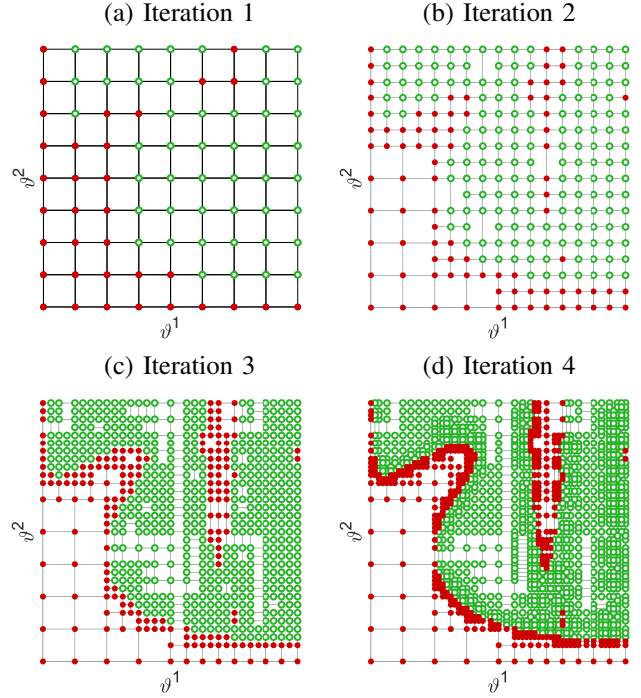 (a) Iteration 1
(b) Iteration 2
ϑ2
ϑ1
ϑ2
ϑ1
(c) Iteration 3
(d) Iteration 4
ϑ2
ϑ1
ϑ2
ϑ1